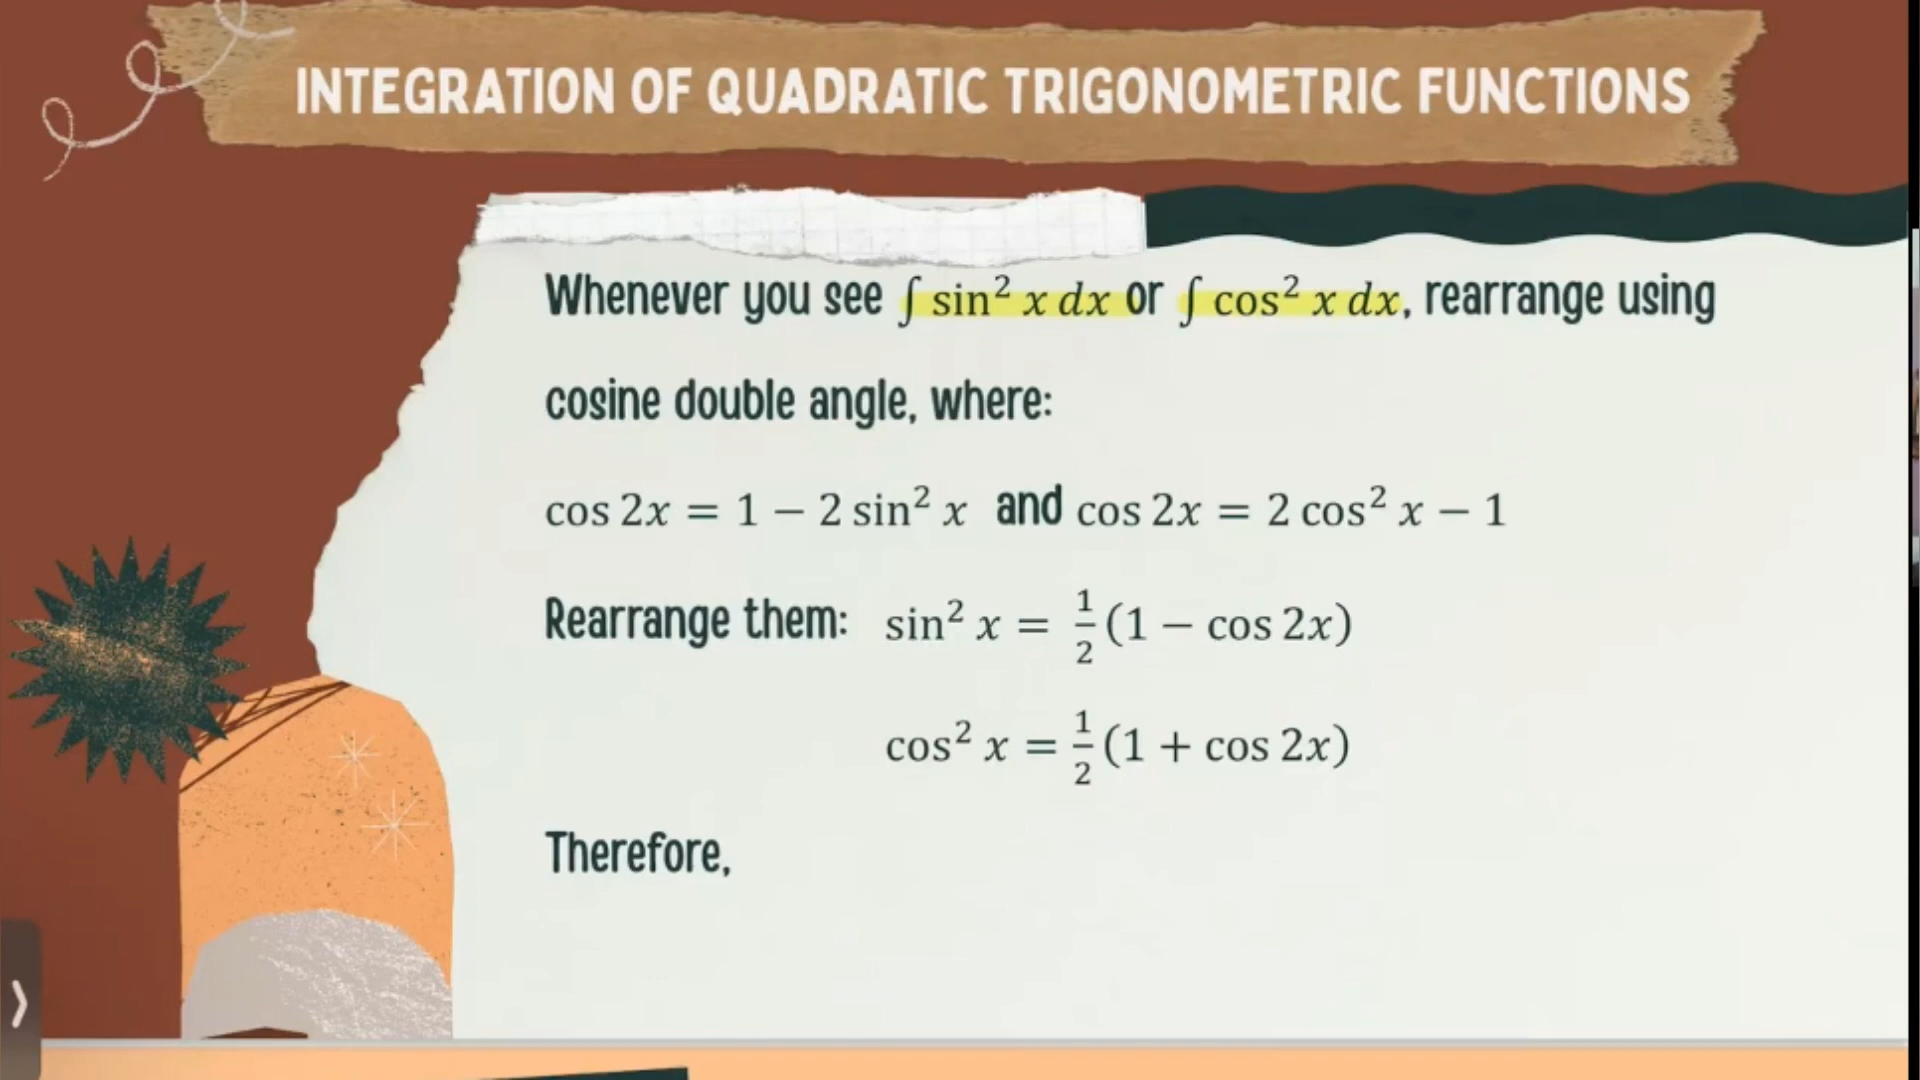 INTEGRATION OF QUADRATIC TRIGONOMETRIC FUNCTIONS
Whenever you see ∫ sin² x dx or ∫ cos² x dx, rearrange using
cosine double angle, where:
cos 2x = 1 − 2 sin² x and cos 2x = 2 cos² x − 1
Rearrange them: sin² x = 1/2 (1 − cos 2x)
cos² x = 1/2 (1 + cos 2x)
Therefore,